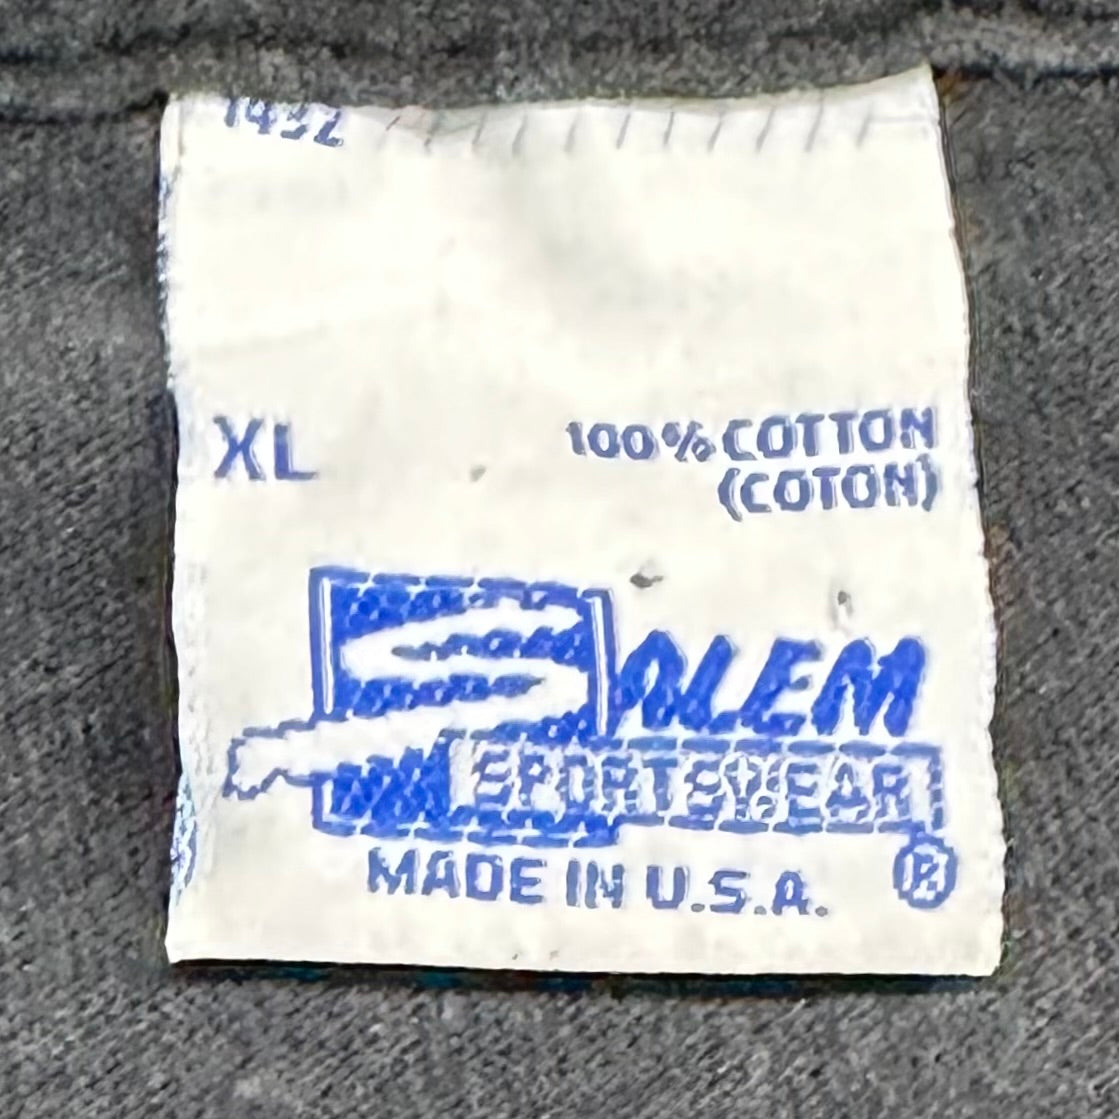 1492
XL
100% COTTON
(COTON)
SALEM
SPORTSWEAR
®
MADE IN U.S.A.